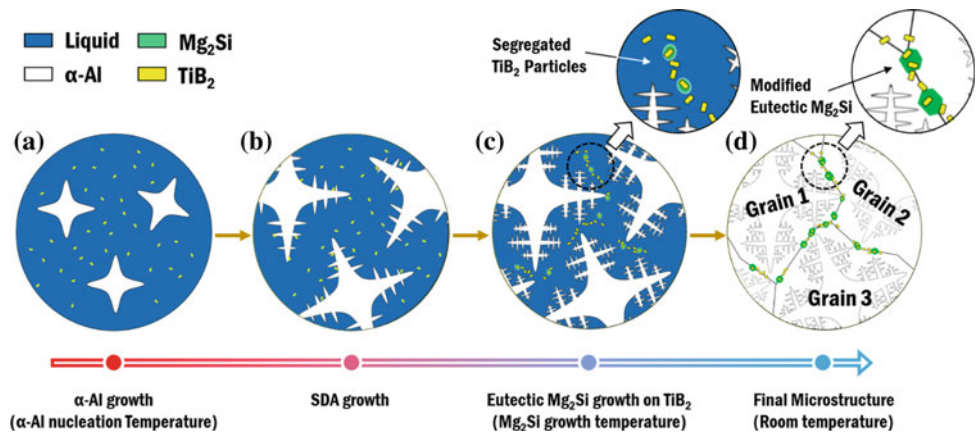 Liquid
Mg₂Si
α-Al
TiB₂
Segregated
TiB₂ Particles
Modified
Eutectic Mg₂Si
(a)
(b)
(c)
(d)
Grain 1
Grain 2
Grain 3
α-Al growth
(α-Al nucleation Temperature)
SDA growth
Eutectic Mg₂Si growth on TiB₂
(Mg₂Si growth temperature)
Final Microstructure
(Room temperature)